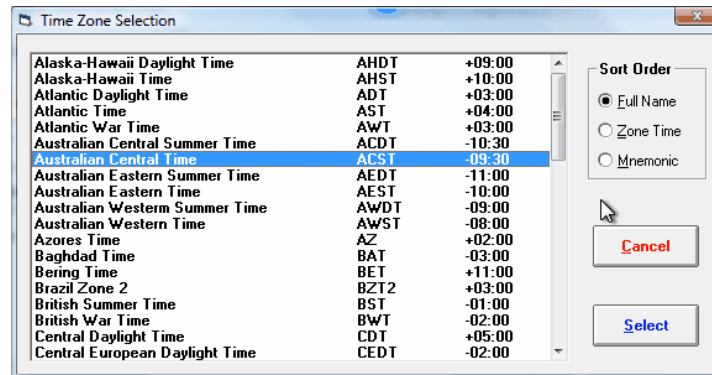 Time Zone Selection
Alaska-Hawaii Daylight Time AHDT +09:00
Alaska-Hawaii Time AHST +10:00
Atlantic Daylight Time ADT +03:00
Atlantic Time AST +04:00
Atlantic War Time AWT +03:00
Australian Central Summer Time ACDT -10:30
Australian Central Time ACST -09:30
Australian Eastern Summer Time AEDT -11:00
Australian Eastern Time AEST -10:00
Australian Westerm Summer Time AWDT -09:00
Australian Western Time AWST -08:00
Azores Time AZ +02:00
Baghdad Time BAT -03:00
Bering Time BET +11:00
Brazil Zone 2 BZT2 +03:00
British Summer Time BST -01:00
British War Time BWT -02:00
Central Daylight Time CDT +05:00
Central European Daylight Time CEDT -02:00
Sort Order
Full Name
Zone Time
Mnemonic
Cancel
Select